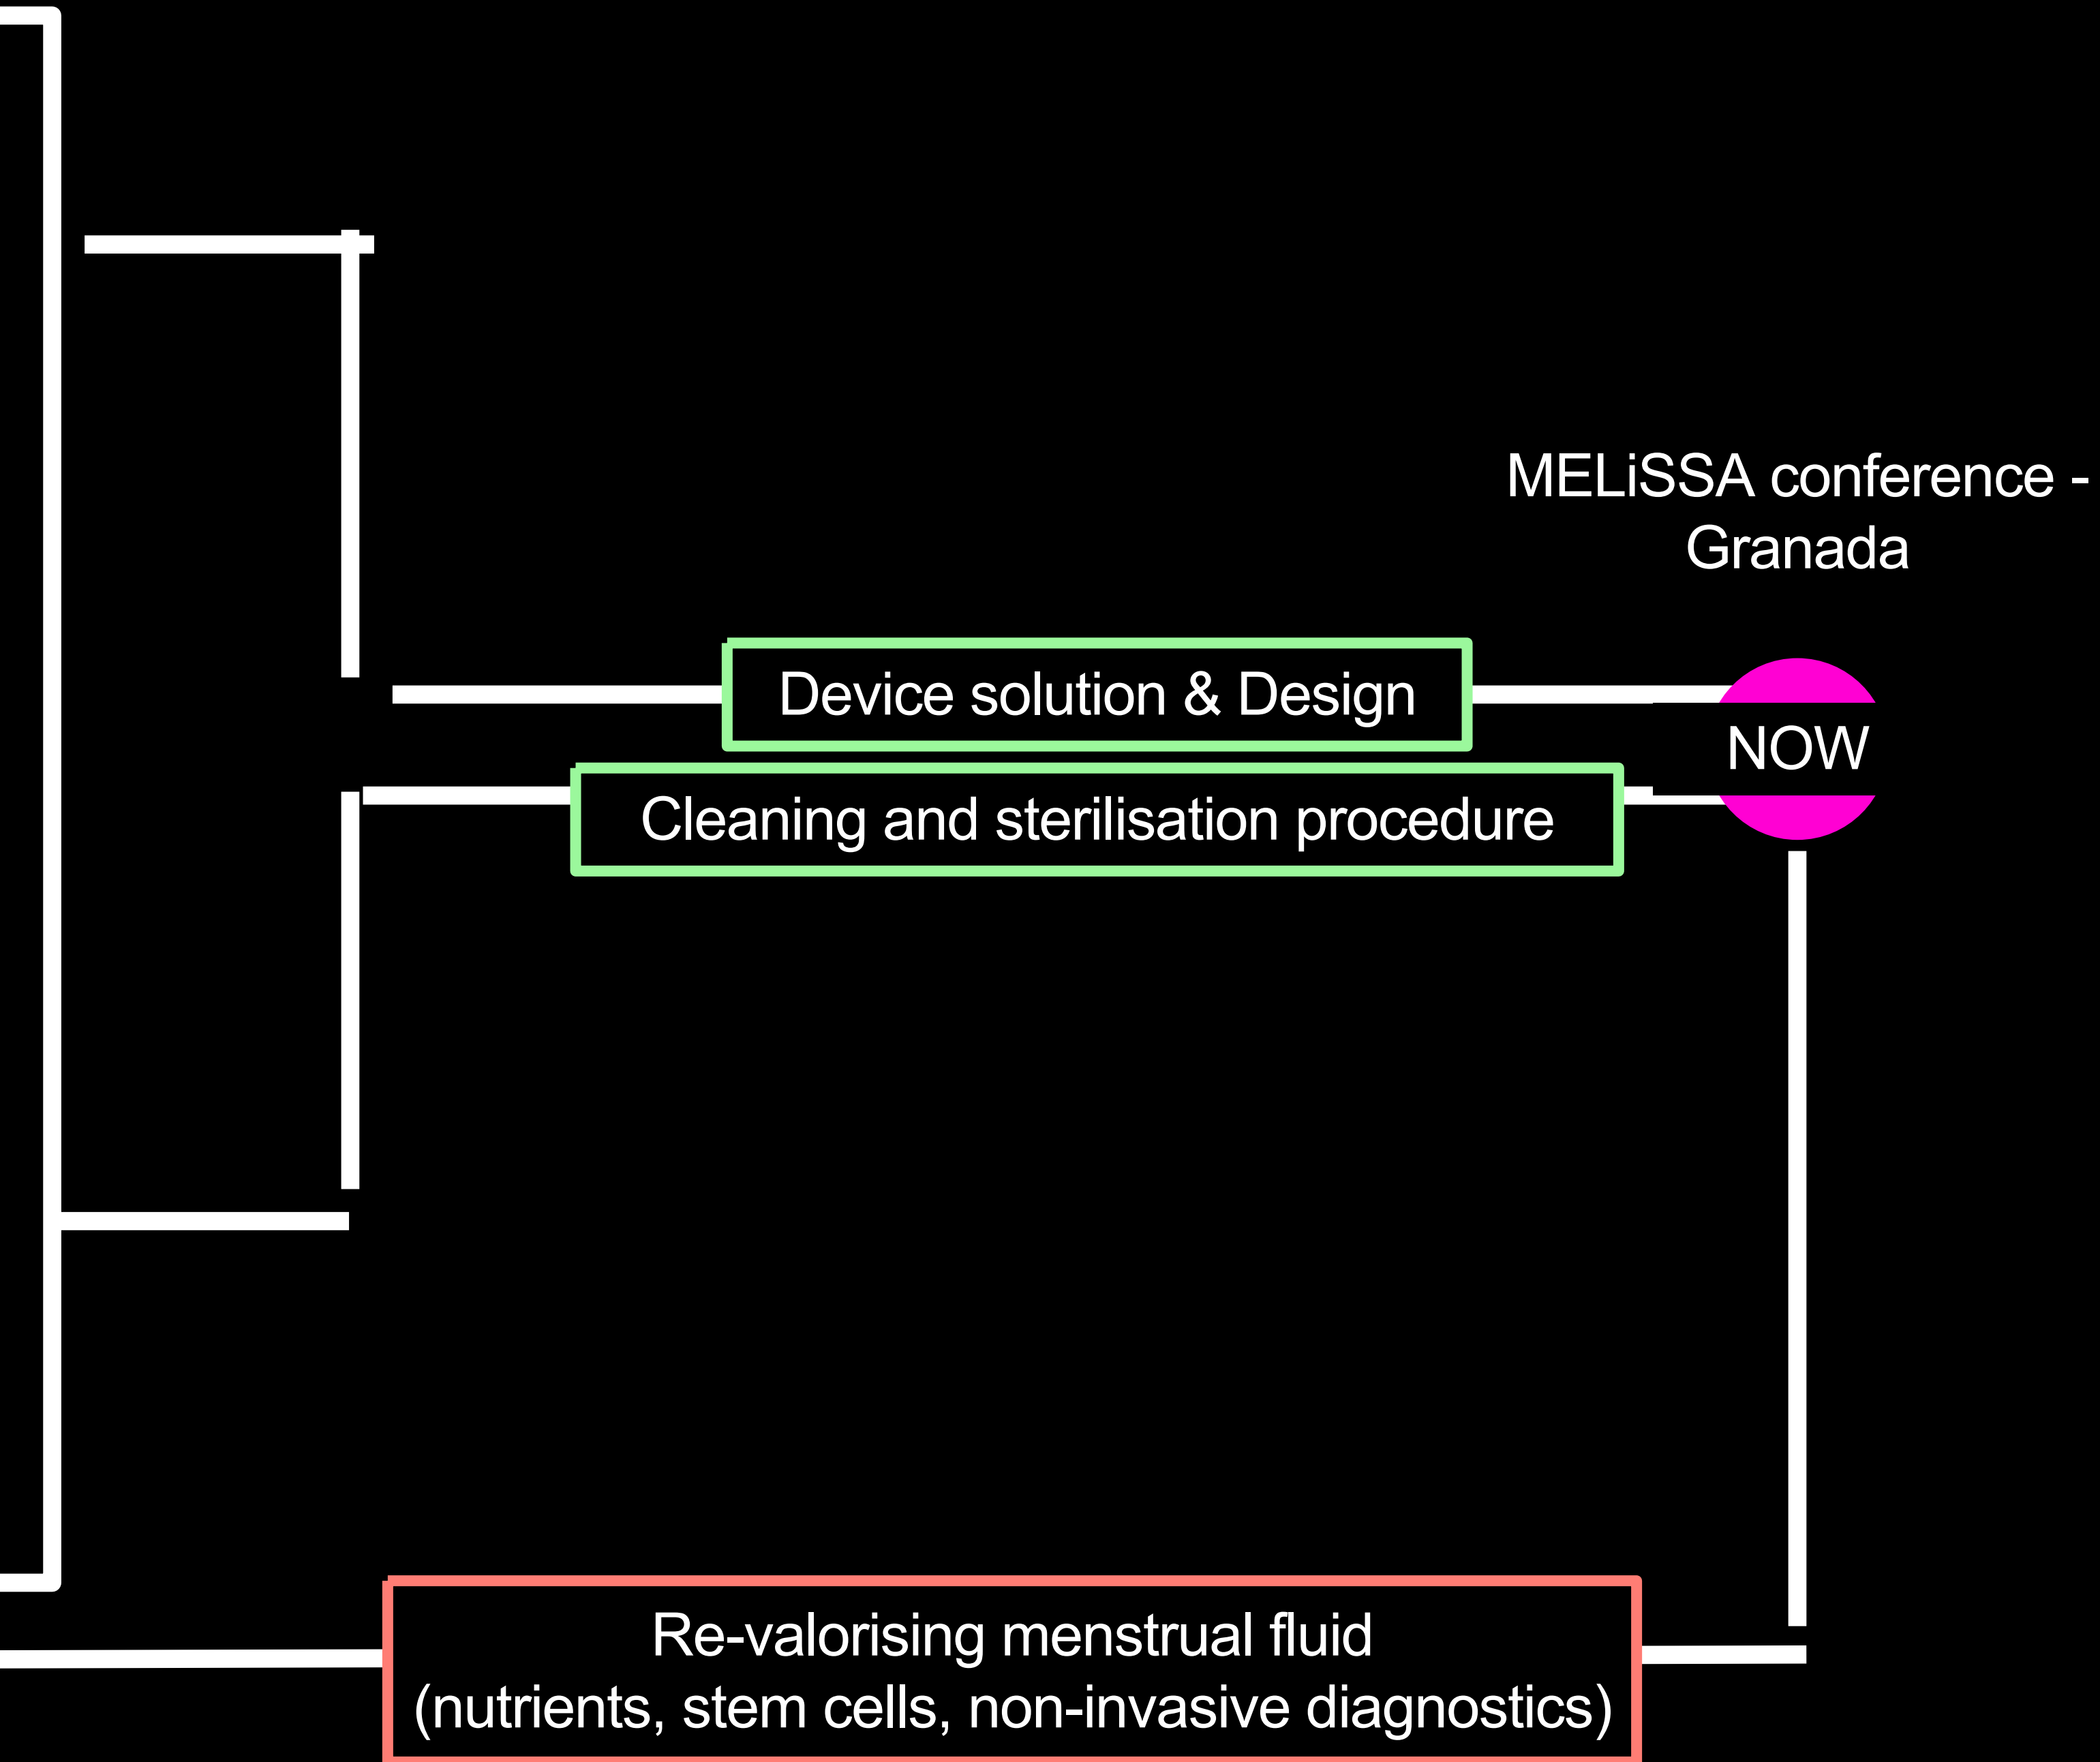 MELiSSA conference -
Granada
Device solution & Design
NOW
Cleaning and sterilisation procedure
Re-valorising menstrual fluid
(nutrients, stem cells, non-invasive diagnostics)